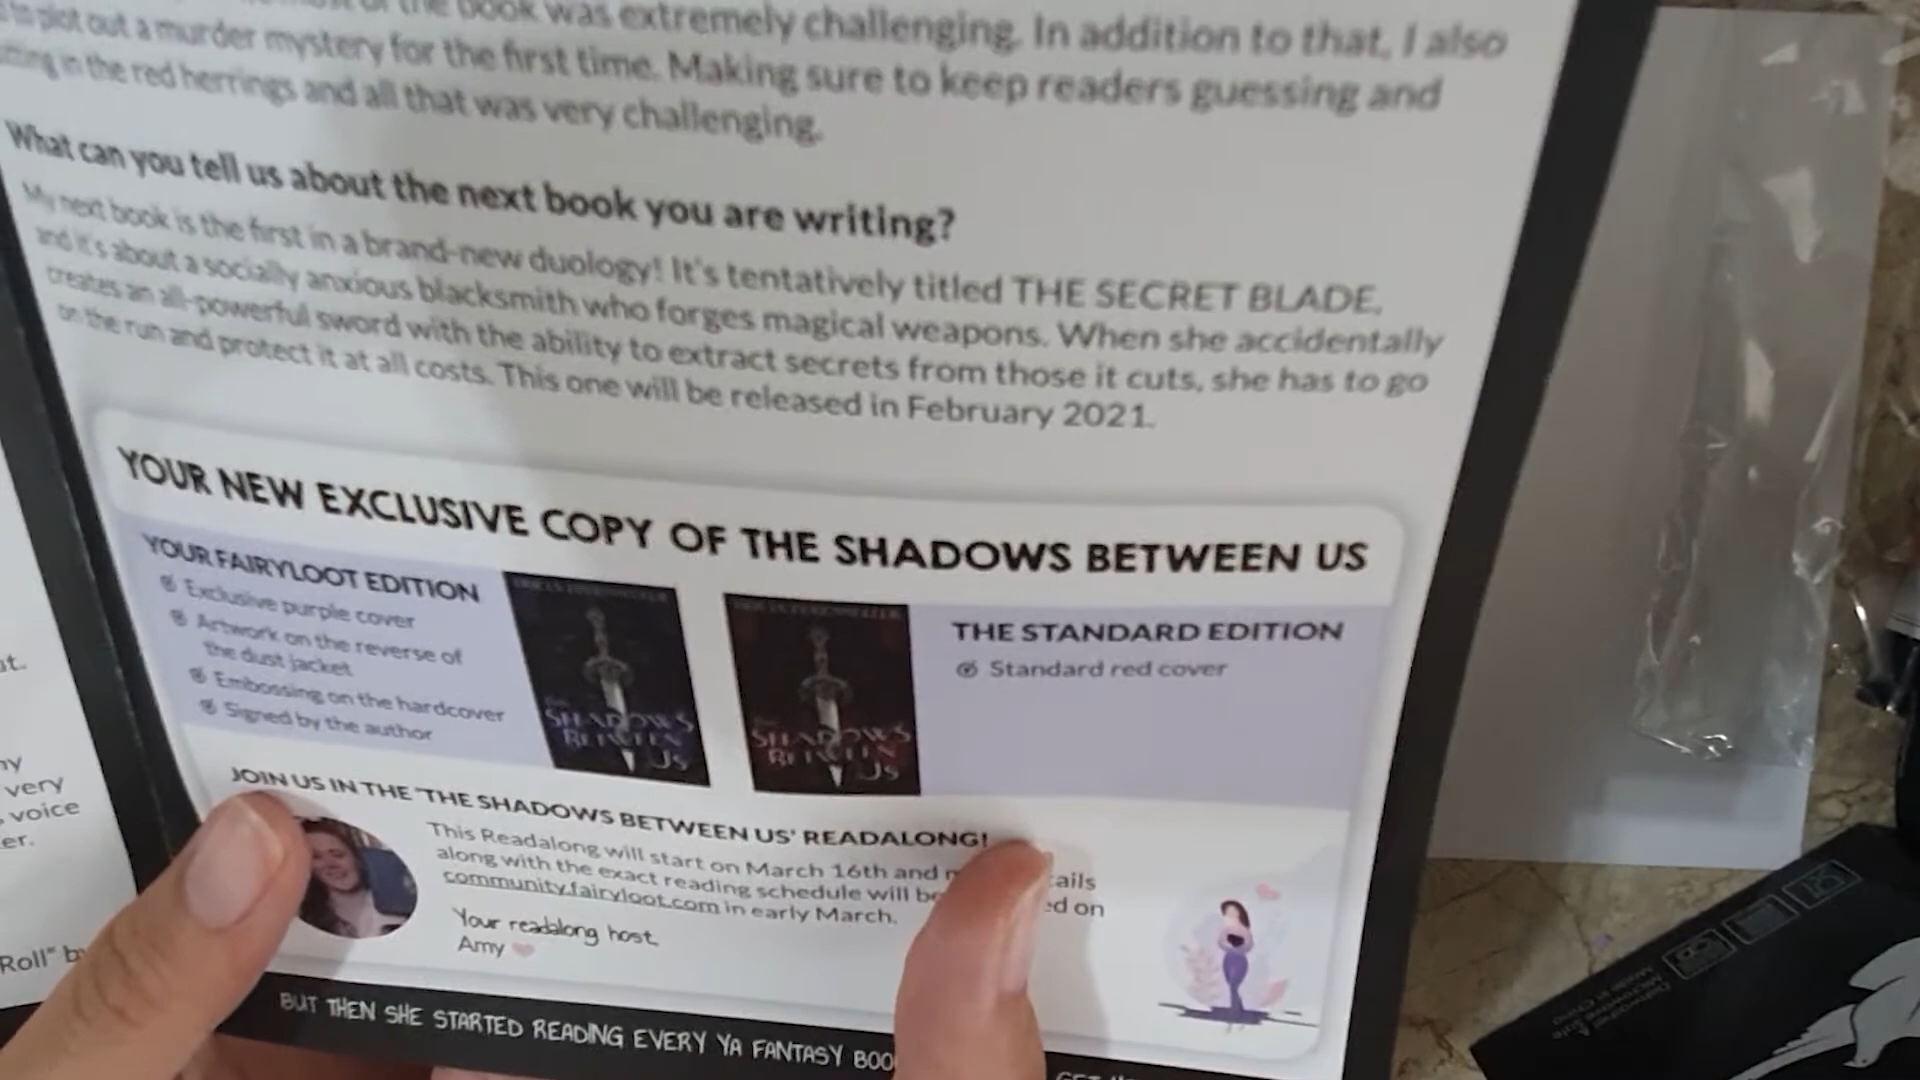 the book was extremely challenging. In addition to that, I also
to plot out a murder mystery for the first time. Making sure to keep readers guessing and
in the red herrings and all that was very challenging.
What can you tell us about the next book you are writing?
My next book is the first in a brand-new duology! It's tentatively titled THE SECRET BLADE,
and it's about a socially anxious blacksmith who forges magical weapons. When she accidentally
creates an all-powerful sword with the ability to extract secrets from those it cuts, she has to go
on the run and protect it at all costs. This one will be released in February 2021.
YOUR NEW EXCLUSIVE COPY OF THE SHADOWS BETWEEN US
YOUR FAIRYLOOT EDITION
Exclusive purple cover
Artwork on the reverse of
the dust jacket
Embossing on the hardcover
Signed by the author
SHADOWS
BETWEEN
US
SHADOWS
BETWEEN
US
THE STANDARD EDITION
Standard red cover
JOIN US IN THE 'THE SHADOWS BETWEEN US' READALONG!
This Readalong will start on March 16th and
along with the exact reading schedule will be on
community.fairyloot.com in early March.
Your readalong host,
Amy
BUT THEN SHE STARTED READING EVERY YA FANTASY
very
voice
er.
Roll"
Made in China